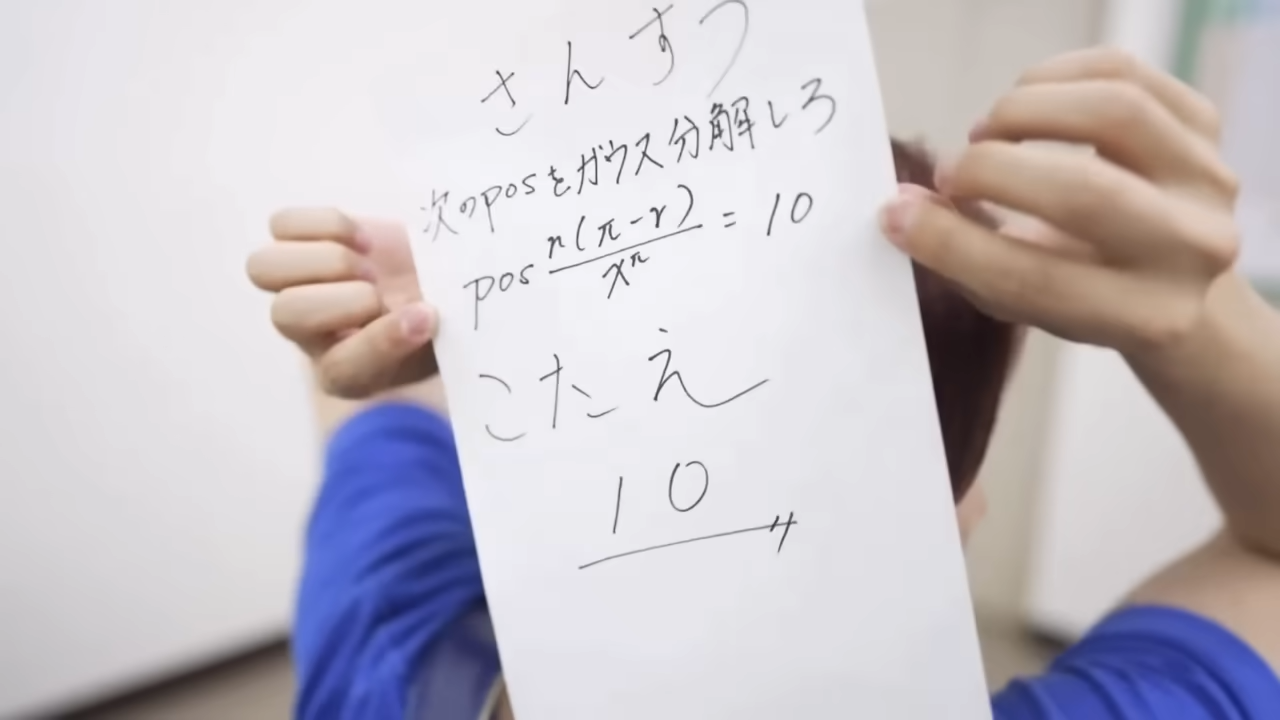 さんすう
次のposをガウス分解しろ
pos n(π-r)/xⁿ = 10
こたえ
10